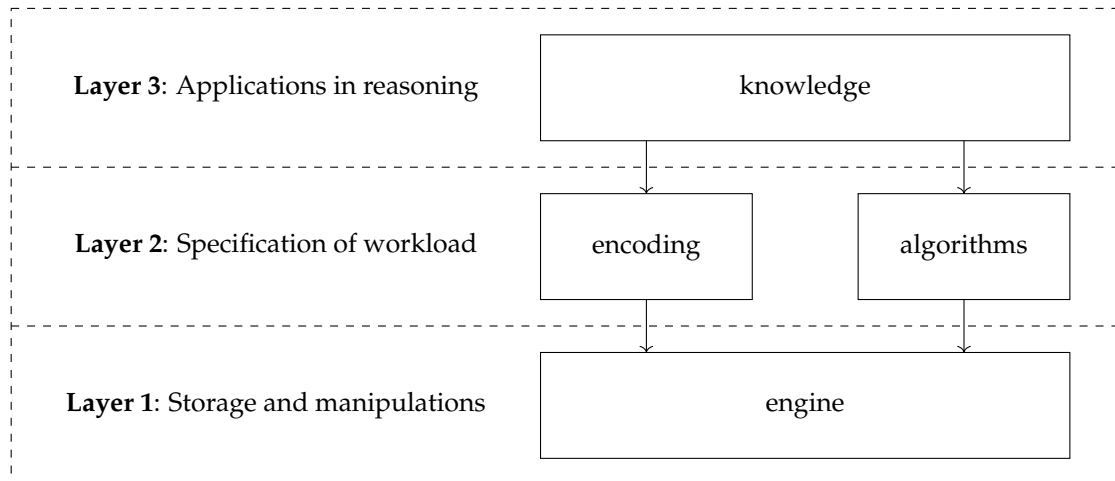 Layer 3: Applications in reasoning
knowledge
Layer 2: Specification of workload
encoding
algorithms
Layer 1: Storage and manipulations
engine